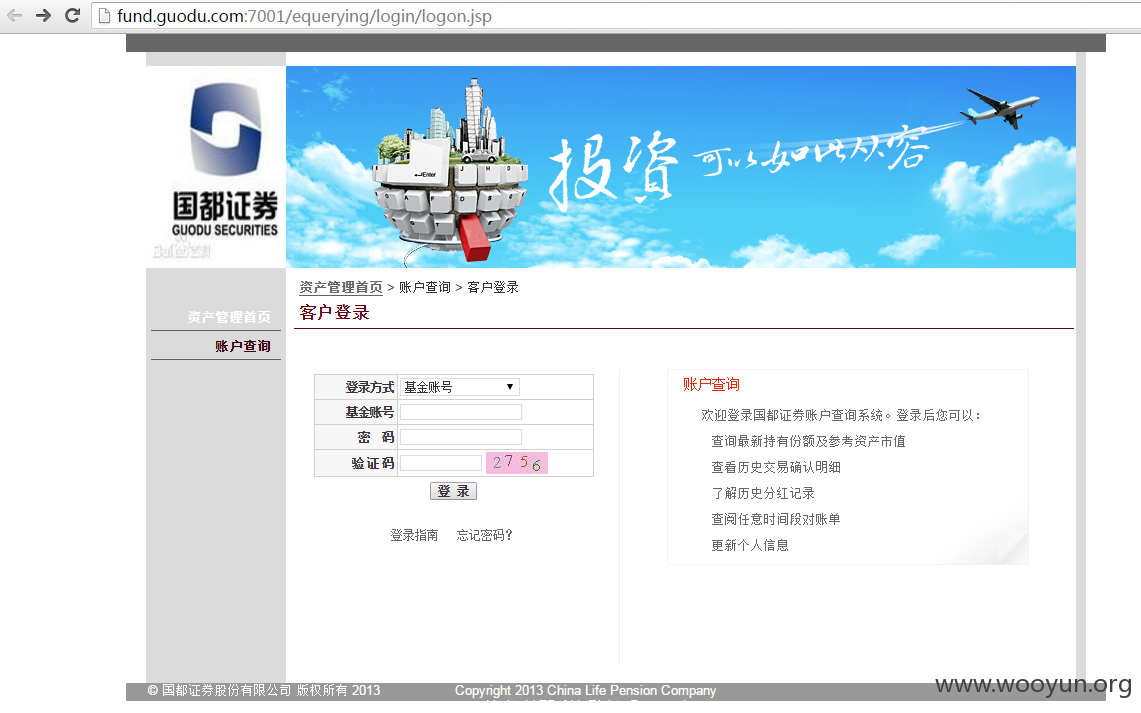 fund.guodu.com:7001/equerying/login/logon.jsp
国都证券
GUODU SECURITIES
Baidu百科
Enter
投资 可以如此从容
资产管理首页 > 账户查询 > 客户登录
客户登录
资产管理首页
账户查询
登录方式 基金账号
基金账号
密 码
验证码 2756
登 录
登录指南 忘记密码?
账户查询
欢迎登录国都证券账户查询系统。登录后您可以：
查询最新持有份额及参考资产市值
查看历史交易确认明细
了解历史分红记录
查阅任意时间段对账单
更新个人信息
© 国都证券股份有限公司 版权所有 2013 Copyright 2013 China Life Pension Company
www.wooyun.org